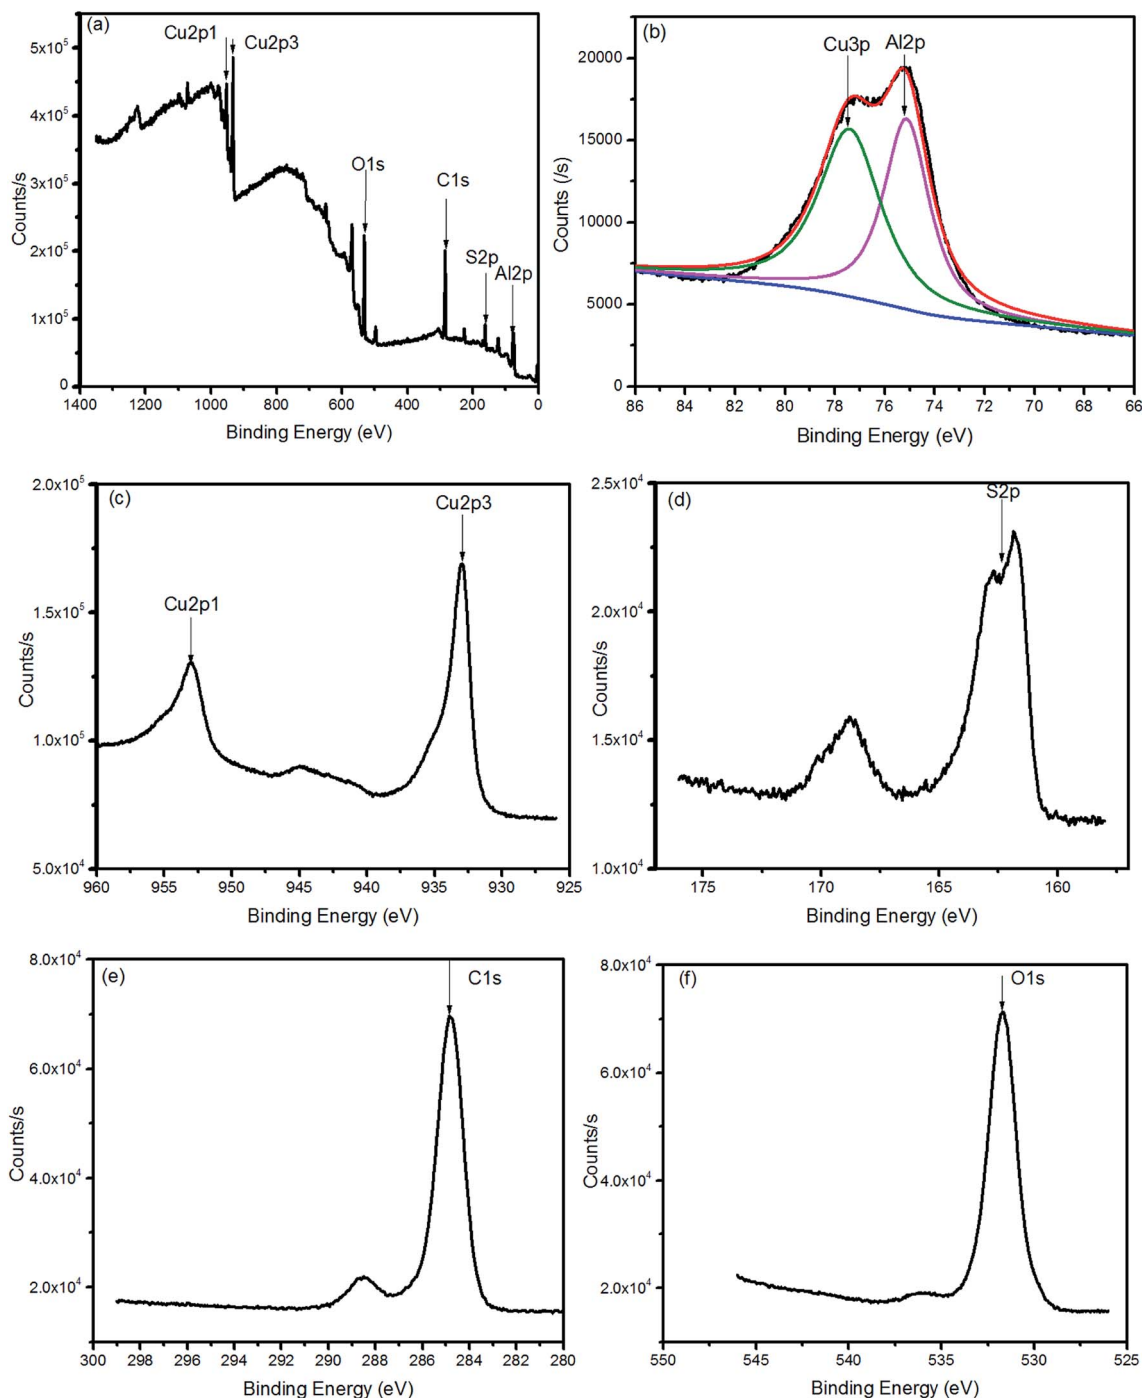 (a)
Cu2p1
Cu2p3
O1s
C1s
S2p
Al2p
5x10⁵
4x10⁵
3x10⁵
2x10⁵
1x10⁵
0
Counts/s
1400 1200 1000 800 600 400 200 0
Binding Energy (eV)
(b)
Cu3p
Al2p
20000
15000
10000
5000
0
Counts (/s)
86 84 82 80 78 76 74 72 70 68 66
Binding Energy (eV)
(c)
Cu2p3
Cu2p1
2.0x10⁵
1.5x10⁵
1.0x10⁵
5.0x10⁴
Counts/s
960 955 950 945 940 935 930 925
Binding Energy (eV)
(d)
S2p
2.5x10⁴
2.0x10⁴
1.5x10⁴
1.0x10⁴
Counts/s
175 170 165 160
Binding Energy (eV)
(e)
C1s
8.0x10⁴
6.0x10⁴
4.0x10⁴
2.0x10⁴
Counts/s
300 298 296 294 292 290 288 286 284 282 280
Binding Energy (eV)
(f)
O1s
8.0x10⁴
6.0x10⁴
4.0x10⁴
2.0x10⁴
Counts/s
550 545 540 535 530 525
Binding Energy (eV)